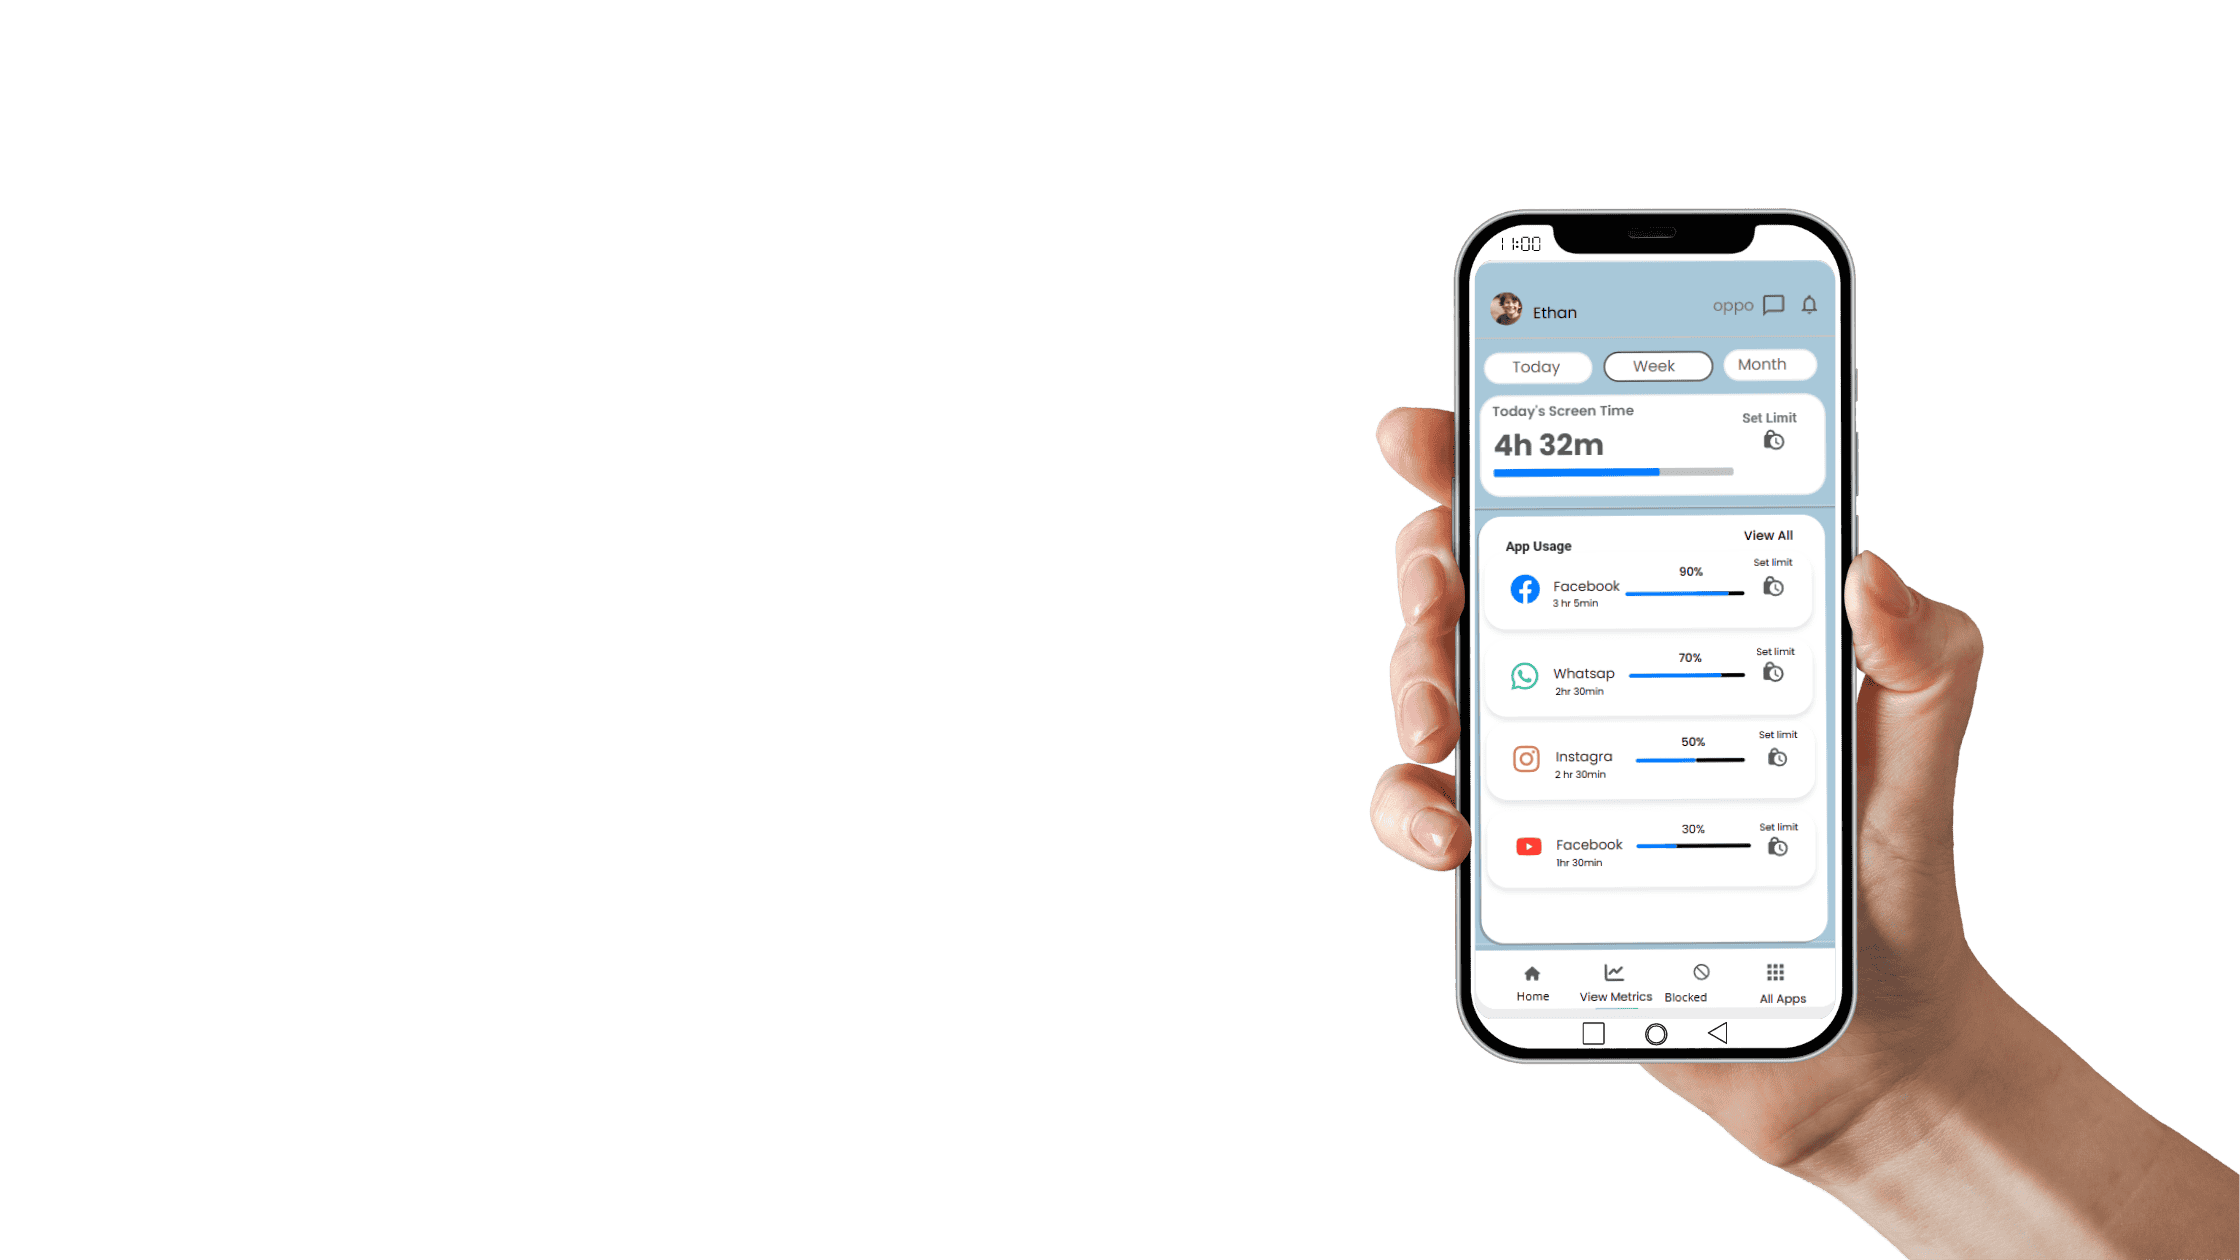 11:00
Ethan
oppo
Today Week Month
Today's Screen Time
Set Limit
4h 32m
View All
App Usage
Set limit
90%
Facebook
3 hr 5min
Set limit
70%
Whatsap
2hr 30min
Set limit
50%
Instagra
2 hr 30min
Set limit
30%
Facebook
1hr 30min
Home View Metrics Blocked All Apps